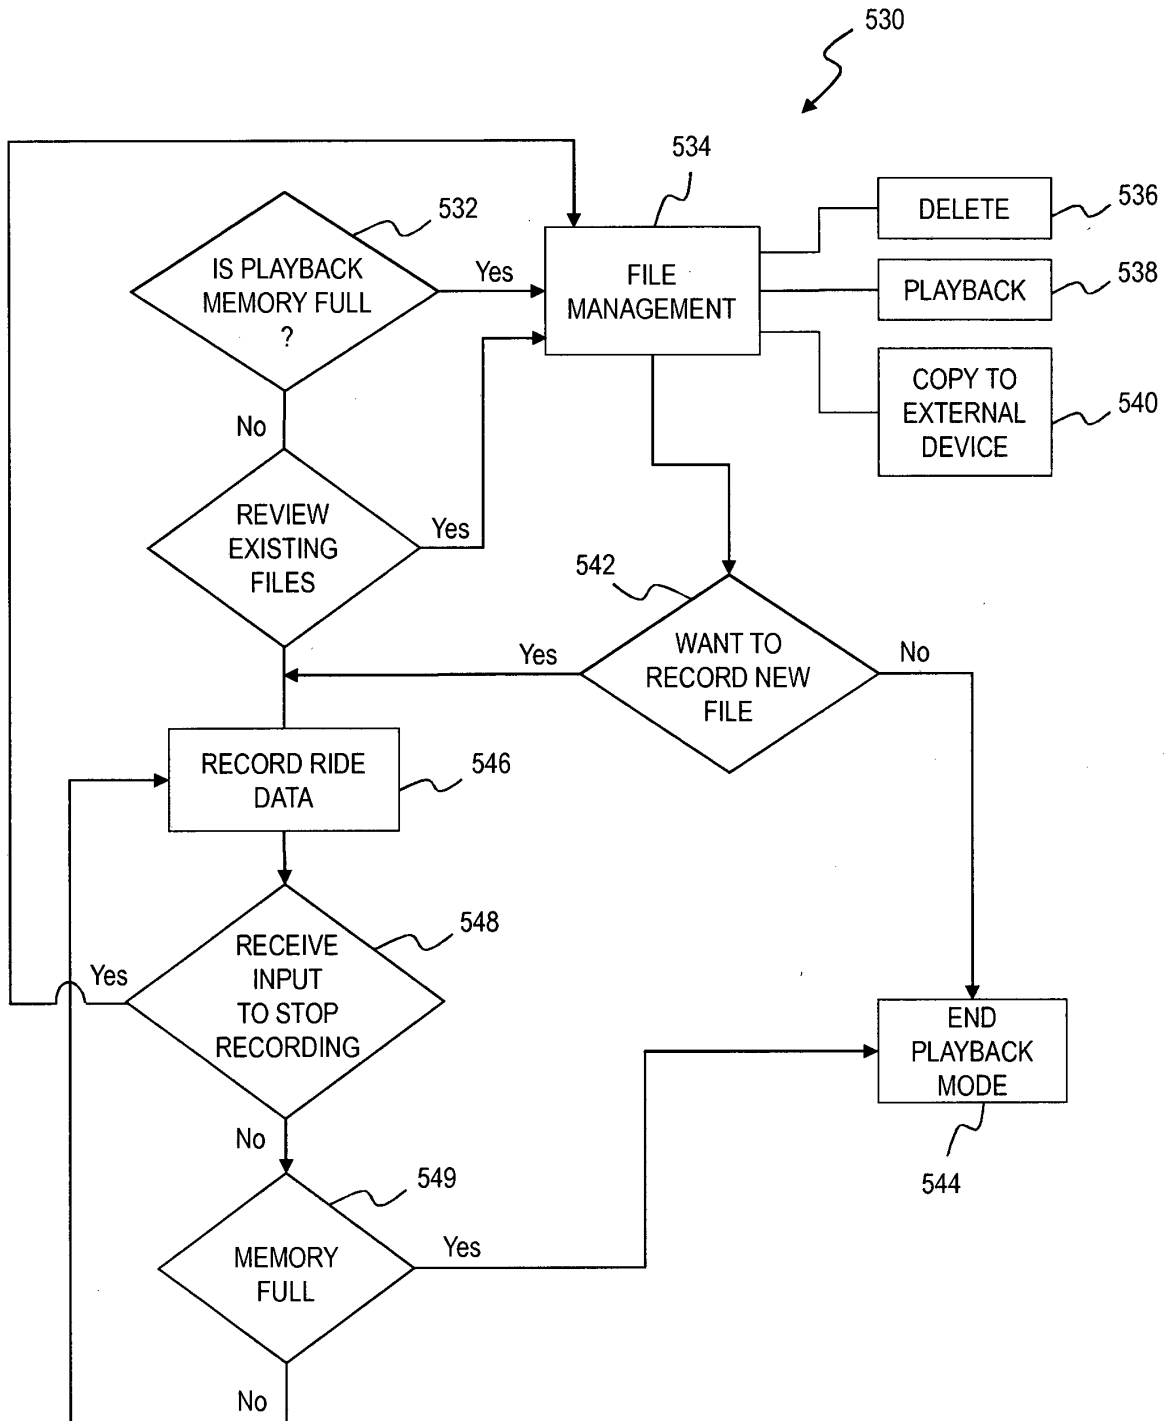 530
534
532
IS PLAYBACK
MEMORY FULL
?
Yes
FILE
MANAGEMENT
DELETE
536
PLAYBACK
538
COPY TO
EXTERNAL
DEVICE
540
No
REVIEW
EXISTING
FILES
Yes
542
WANT TO
RECORD NEW
FILE
Yes
No
RECORD RIDE
DATA
546
548
RECEIVE
INPUT
TO STOP
RECORDING
Yes
END
PLAYBACK
MODE
544
No
549
MEMORY
FULL
Yes
No